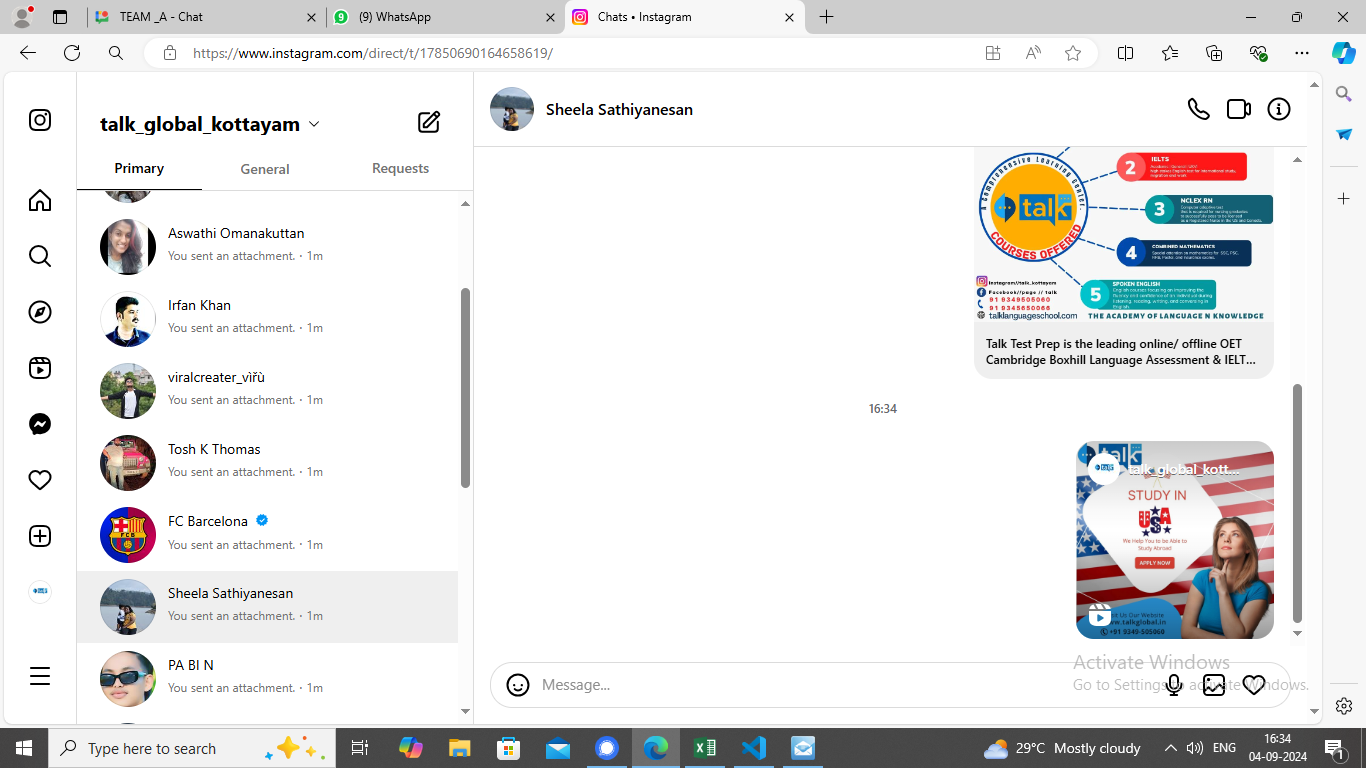 TEAM _A - Chat
(9) WhatsApp
Chats • Instagram
https://www.instagram.com/direct/t/17850690164658619/
talk_global_kottayam
Primary
General
Requests
Aswathi Omanakuttan
You sent an attachment. · 1m
Irfan Khan
You sent an attachment. · 1m
viralcreater_vìřù
You sent an attachment. · 1m
Tosh K Thomas
You sent an attachment. · 1m
FC Barcelona
You sent an attachment. · 1m
Sheela Sathiyanesan
You sent an attachment. · 1m
PA BI N
You sent an attachment. · 1m
Sheela Sathiyanesan
A Comprehensive Learning Center.
talk
COURSES OFFERED
2
IELTS
3
NCLEX RN
4
COMBINED MATHEMATICS
5
SPOKEN ENGLISH
Instagram//talk_kottayam
Facebook//page // talk
91 9349505060
91 9345650066
talklanguageschool.com
THE ACADEMY OF LANGUAGE N KNOWLEDGE
Talk Test Prep is the leading online/ offline OET
Cambridge Boxhill Language Assessment & IELT...
16:34
talk
talk_global_kott...
STUDY IN
USA
We Help You to be Able to
Study Abroad
APPLY NOW
Us Our Website
www.talkglobal.in
+91 9349-505060
Message...
Activate Windows
Go to Settings to activate Windows.
Type here to search
29°C Mostly cloudy
ENG
16:34
04-09-2024
1